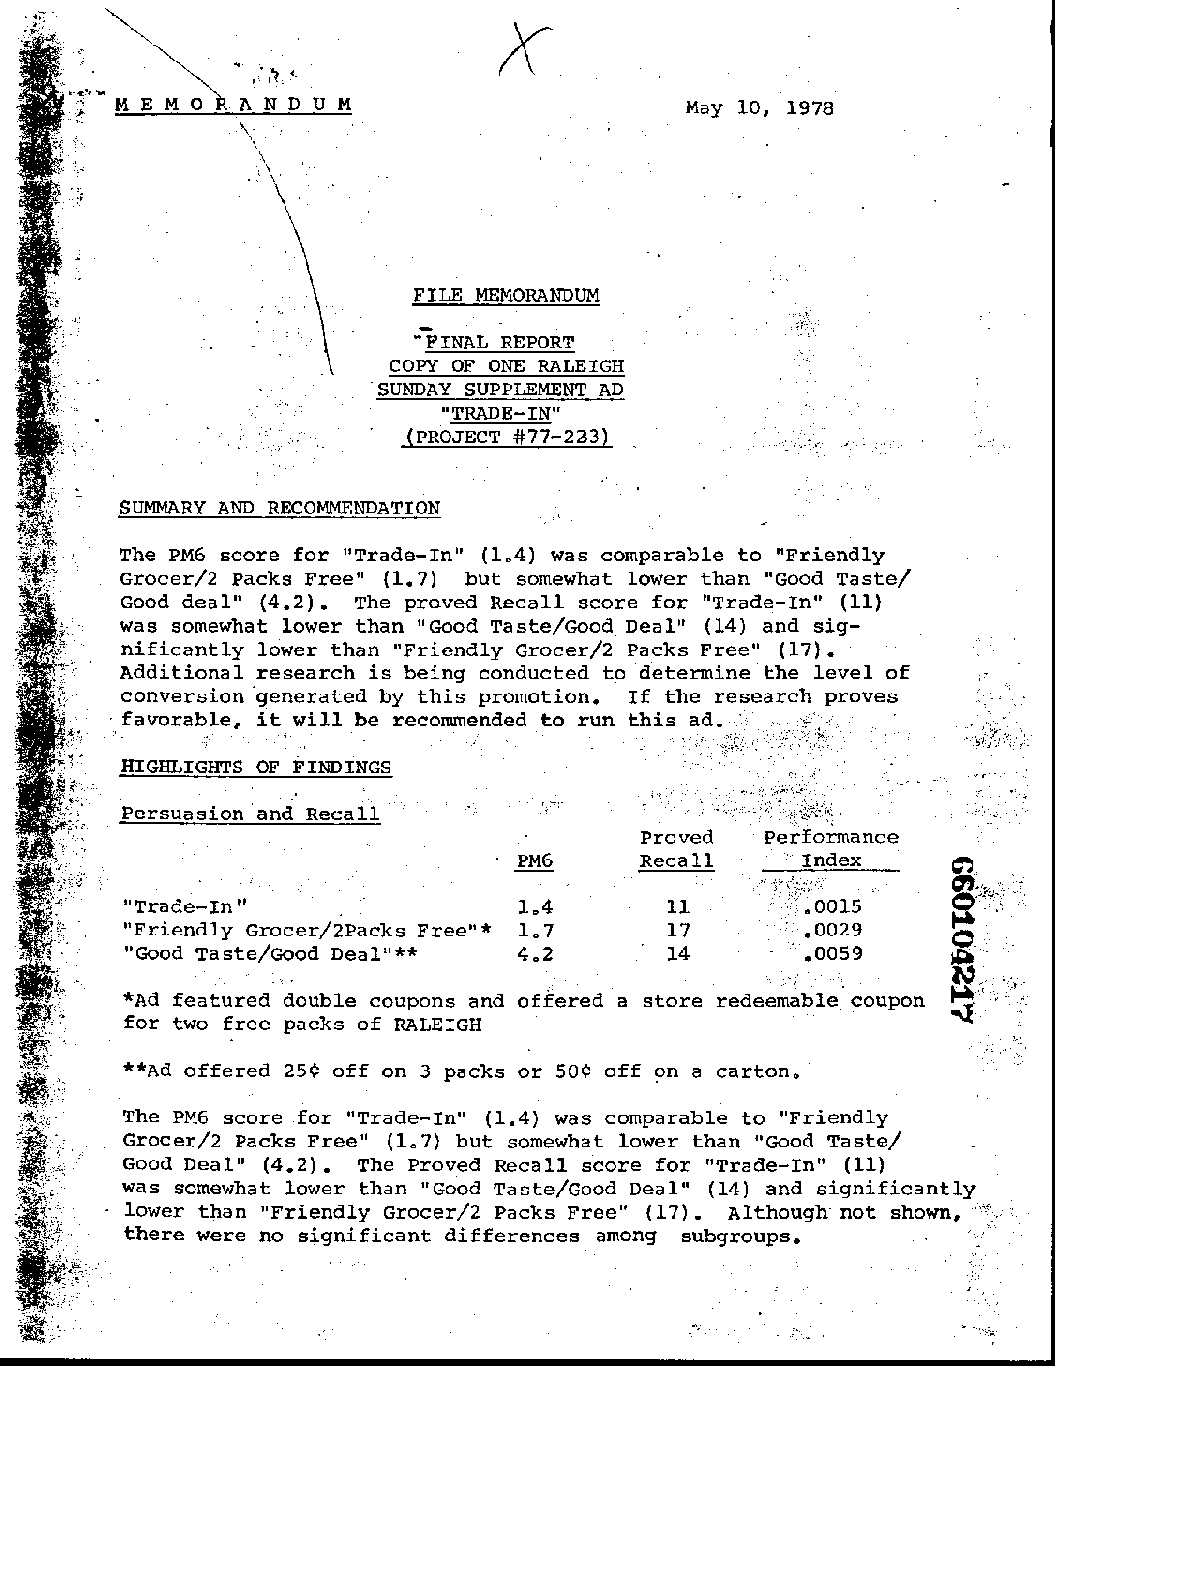 M E M O R A N D U M
May 10, 1978
FILE MEMORANDUM
FINAL REPORT
COPY OF ONE RALEIGH
SUNDAY SUPPLEMENT AD
"TRADE-IN"
(PROJECT #77-233)
SUMMARY AND RECOMMENDATION
The PM6 score for "Trade-In" (1.4) was comparable to "Friendly
Grocer/2 Packs Free" (1.7) but somewhat lower than "Good Taste/
Good deal" (4.2). The proved Recall score for "Trade-In" (11)
was somewhat lower than "Good Taste/Good Deal" (14) and sig-
nificantly lower than "Friendly Grocer/2 Packs Free" (17).
Additional research is being conducted to determine the level of
conversion generated by this promotion. If the research proves
favorable, it will be recommended to run this ad.
HIGHLIGHTS OF FINDINGS
Persuasion and Recall
Proved Performance
PM6 Recall Index
"Trade-In" 1.4 11 .0015
"Friendly Grocer/2Packs Free"* 1.7 17 .0029
"Good Taste/Good Deal"** 4.2 14 .0059
*Ad featured double coupons and offered a store redeemable coupon
for two free packs of RALEIGH
**Ad offered 25¢ off on 3 packs or 50¢ off on a carton.
The PM6 score for "Trade-In" (1.4) was comparable to "Friendly
Grocer/2 Packs Free" (1.7) but somewhat lower than "Good Taste/
Good Deal" (4.2). The Proved Recall score for "Trade-In" (11)
was somewhat lower than "Good Taste/Good Deal" (14) and significantly
lower than "Friendly Grocer/2 Packs Free" (17). Although not shown,
there were no significant differences among subgroups.
660104217